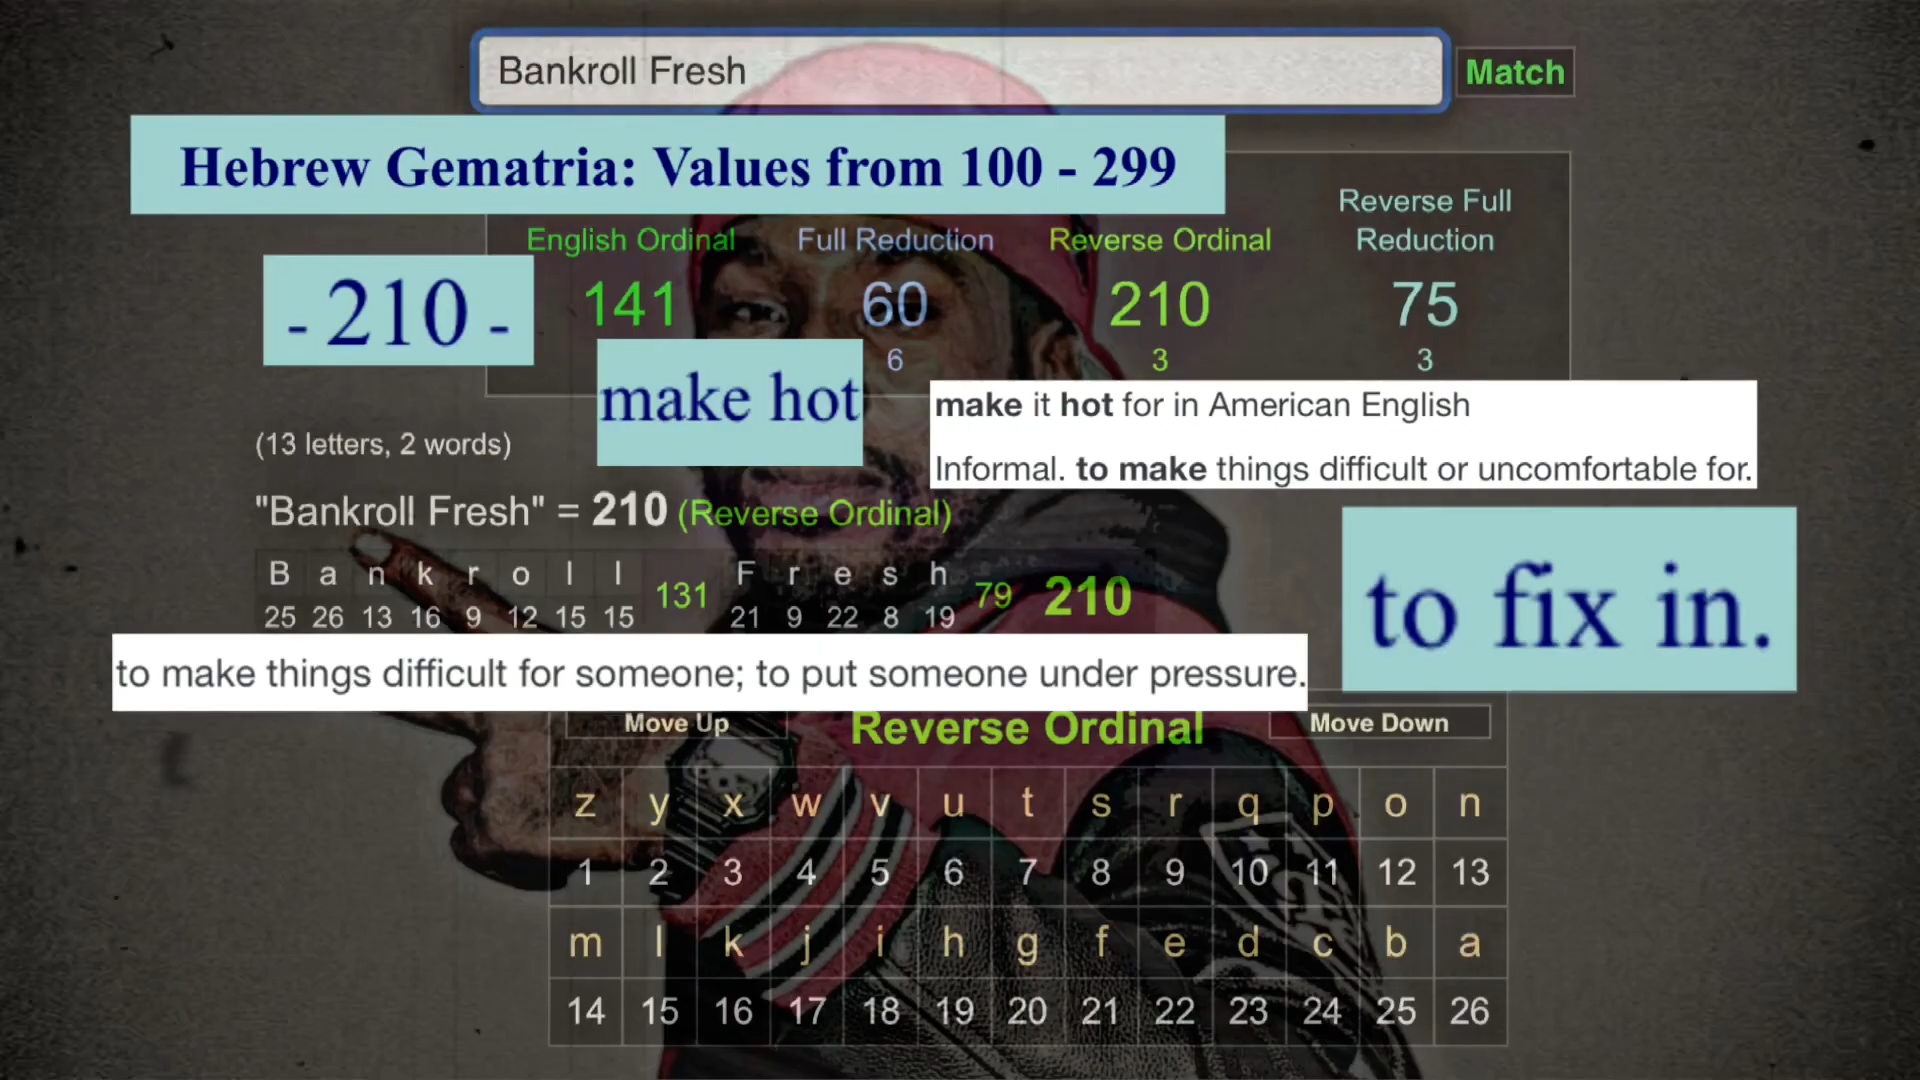 Bankroll Fresh
Match
Hebrew Gematria: Values from 100 - 299
English Ordinal Full Reduction Reverse Ordinal Reverse Full Reduction
- 210 -
141 60 210 75
6 3 3
make hot
make it hot for in American English
Informal. to make things difficult or uncomfortable for.
(13 letters, 2 words)
"Bankroll Fresh" = 210 (Reverse Ordinal)
B a n k r o l l 131 F r e s h 79 210
25 26 13 16 9 12 15 15 21 9 22 8 19
to fix in.
to make things difficult for someone; to put someone under pressure.
Move Up Reverse Ordinal Move Down
z y x w v u t s r q p o n
1 2 3 4 5 6 7 8 9 10 11 12 13
m l k j i h g f e d c b a
14 15 16 17 18 19 20 21 22 23 24 25 26